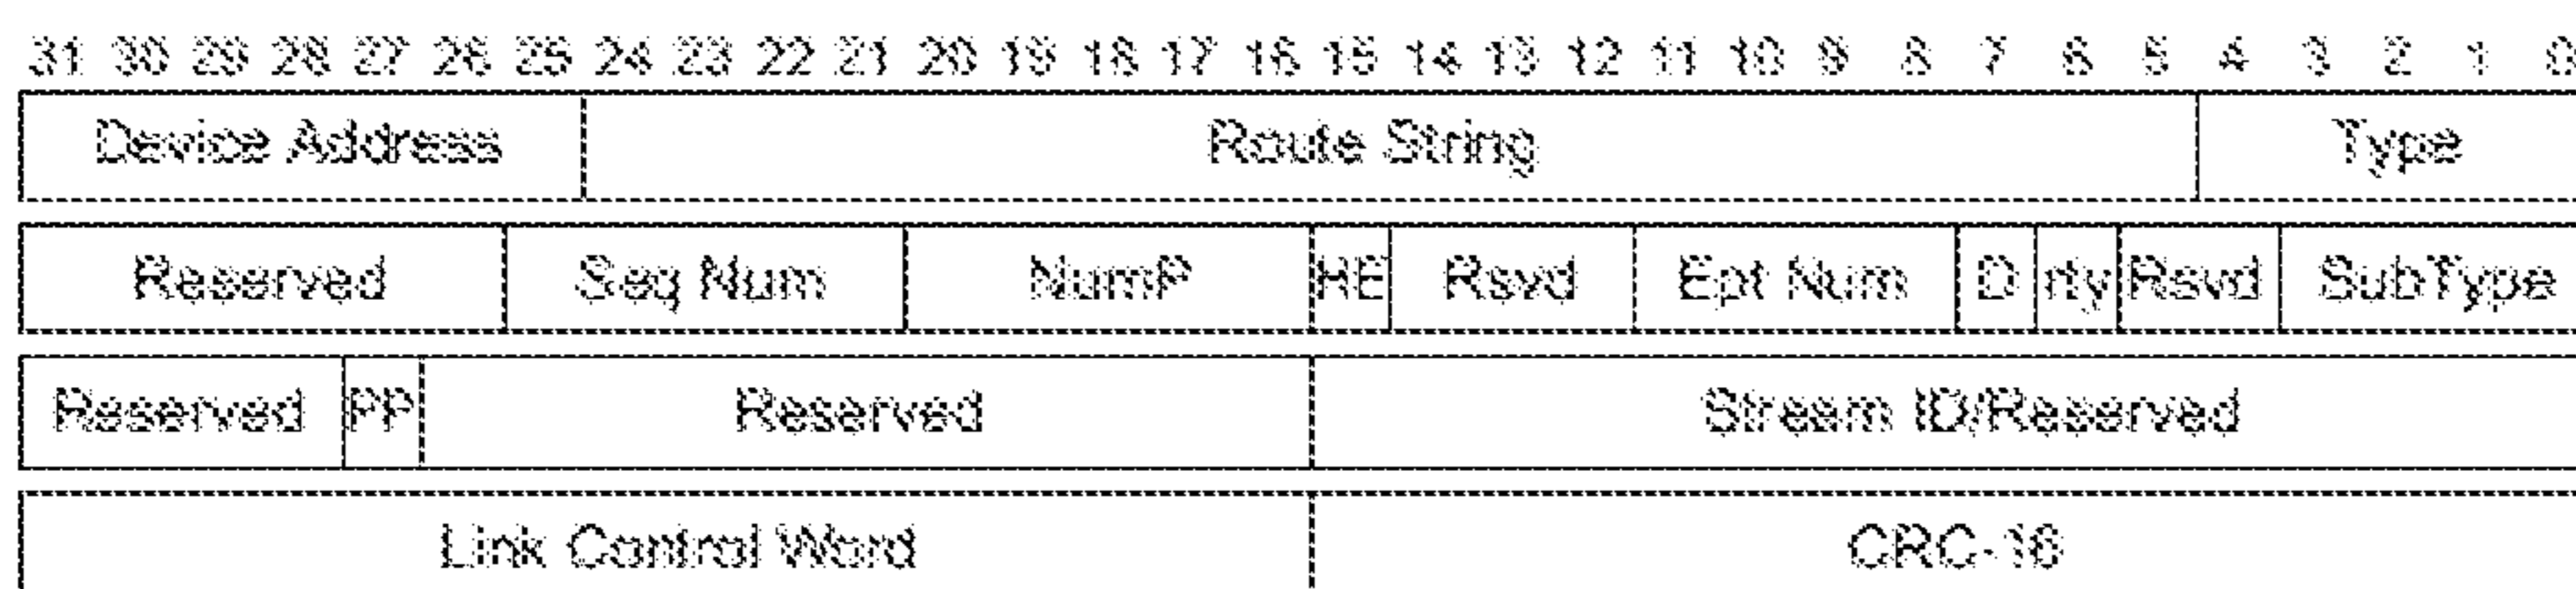 31 30 29 28 27 26 25 24 23 22 21 20 19 18 17 16 15 14 13 12 11 10 9 8 7 6 5 4 3 2 1 0
Device Address Route String Type
Reserved Seq Num NumP HE Rsvd Ept Num D rty Rsvd SubType
Reserved PP Reserved Stream ID/Reserved
Link Control Word CRC-16